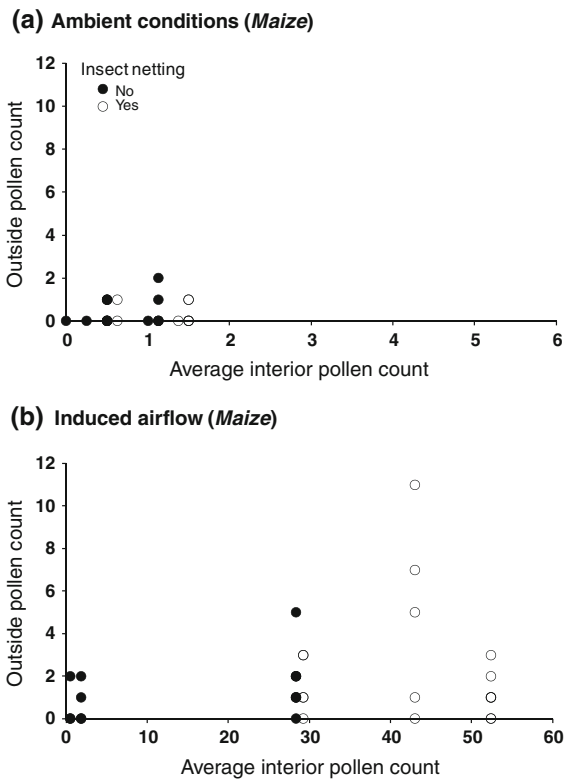 (a) Ambient conditions (Maize)
Insect netting
No
Yes
12
10
8
6
4
2
0
Outside pollen count
0 1 2 3 4 5 6
Average interior pollen count
(b) Induced airflow (Maize)
12
10
8
6
4
2
0
Outside pollen count
0 10 20 30 40 50 60
Average interior pollen count